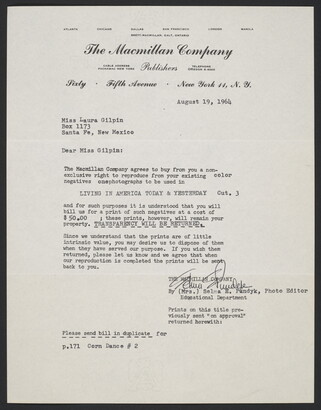 ATLANTA CHICAGO DALLAS SAN FRANCISCO LONDON MANILA
BRETT-MACMILLAN, GALT, ONTARIO
The Macmillan Company
CABLE ADDRESS
PACHAMAC, NEW YORK
Publishers
TELEPHONE
Sixty · Fifth Avenue · New York 11, N. Y.
August 19, 1964
Miss Laura Gilpin
Box 1173
Santa Fe, New Mexico
Dear Miss Gilpin:
The Macmillan Company agrees to buy from you a non-
exclusive right to reproduce from your existing color
negatives onephotographs to be used in
LIVING IN AMERICA TODAY & YESTERDAY Cut. 3
and for such purposes it is understood that you will
bill us for a print of such negatives at a cost of
$ 50.00 ; these prints, however, will remain your
property. TRANSPARENCY WILL BE RETURNED.
Since we understand that the prints are of little
intrinsic value, you may desire us to dispose of them
when they have served our purpose. If you wish them
returned, please let us know and we agree that when
our reproduction is completed the prints will be sent
back to you.
THE MACMILLAN COMPANY
By (Mrs.) Selma E. Pundyk, Photo Editor
Educational Department
Prints on this title pre-
viously sent "on approval"
returned herewith:
Please send bill in duplicate for
p.171 Corn Dance # 2